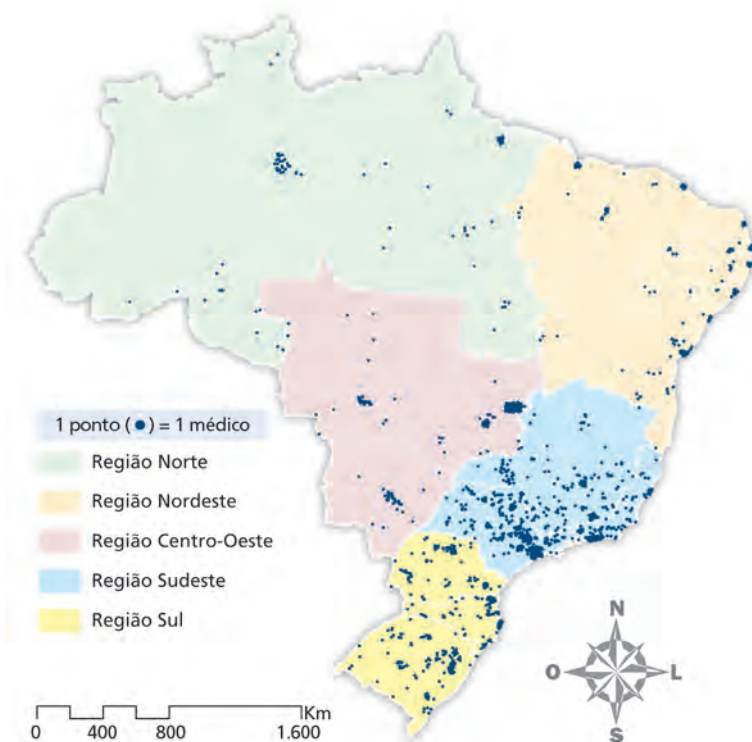 1 ponto (•) = 1 médico
Região Norte
Região Nordeste
Região Centro-Oeste
Região Sudeste
Região Sul
N
O L
S
Km
0 400 800 1.600